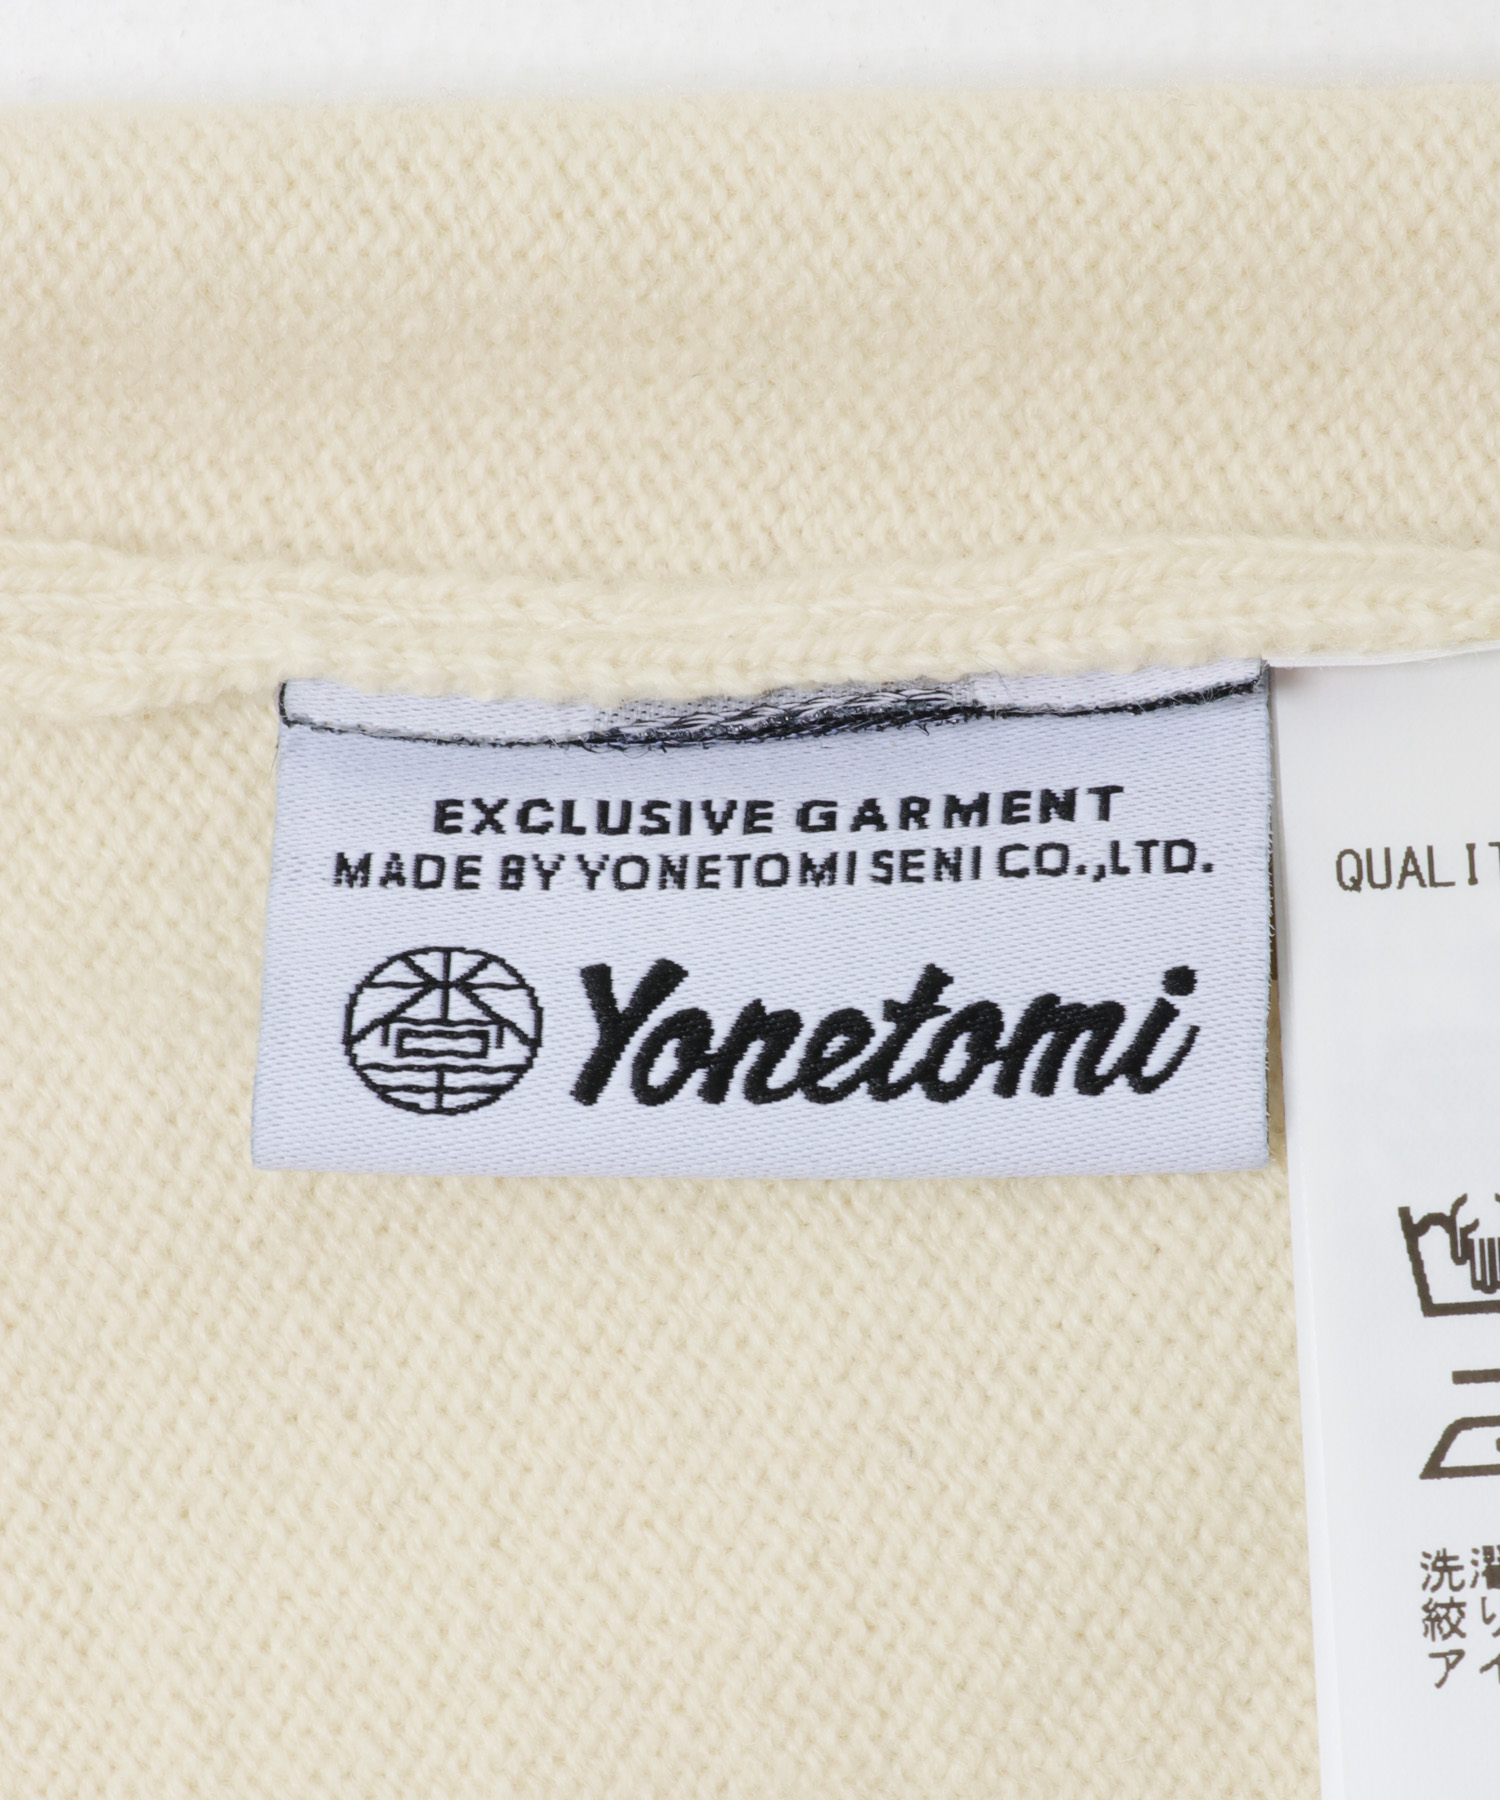 EXCLUSIVE GARMENT
MADE BY YONETOMI SENI CO.,LTD.
Yonetomi
QUALIT
洗濯
絞り
アイ